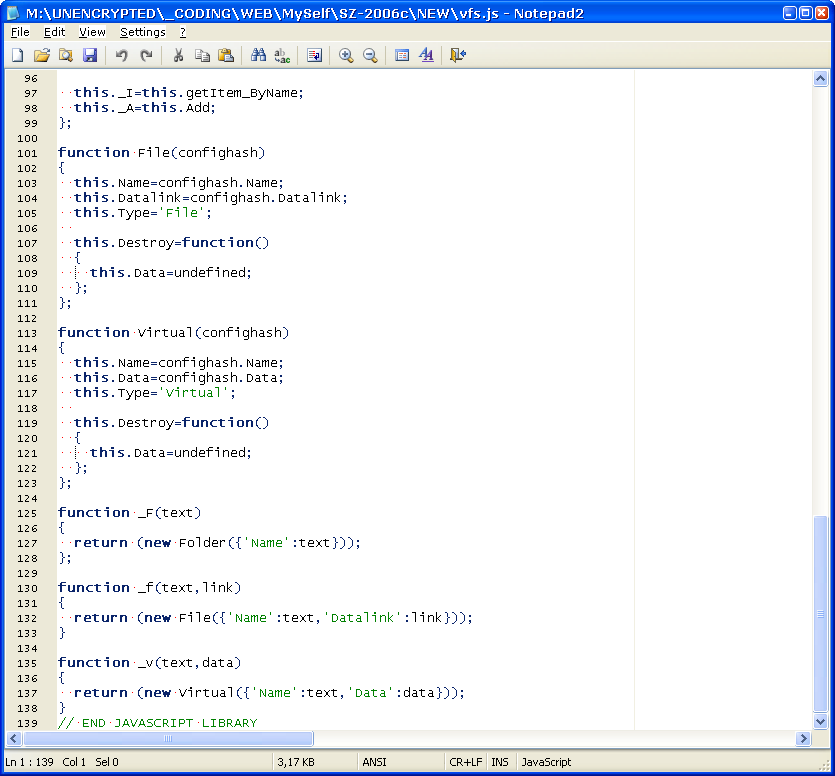 M:\UNENCRYPTED\_CODING\WEB\MySelf\SZ-2006c\NEW\vfs.js - Notepad2
File Edit View Settings ?
96
97 this._I=this.getItem_ByName;
98 this._A=this.Add;
99 };
100
101 function File(confighash)
102 {
103 this.Name=confighash.Name;
104 this.Datalink=confighash.Datalink;
105 this.Type='File';
106
107 this.Destroy=function()
108 {
109 this.Data=undefined;
110 };
111 };
112
113 function Virtual(confighash)
114 {
115 this.Name=confighash.Name;
116 this.Data=confighash.Data;
117 this.Type='Virtual';
118
119 this.Destroy=function()
120 {
121 this.Data=undefined;
122 };
123 };
124
125 function _F(text)
126 {
127 return (new Folder({'Name':text}));
128 };
129
130 function _f(text,link)
131 {
132 return (new File({'Name':text,'Datalink':link}));
133 }
134
135 function _v(text,data)
136 {
137 return (new Virtual({'Name':text,'Data':data}));
138 }
139 // END JAVASCRIPT LIBRARY
Ln 1 : 139 Col 1 Sel 0 3,17 KB ANSI CR+LF INS JavaScript